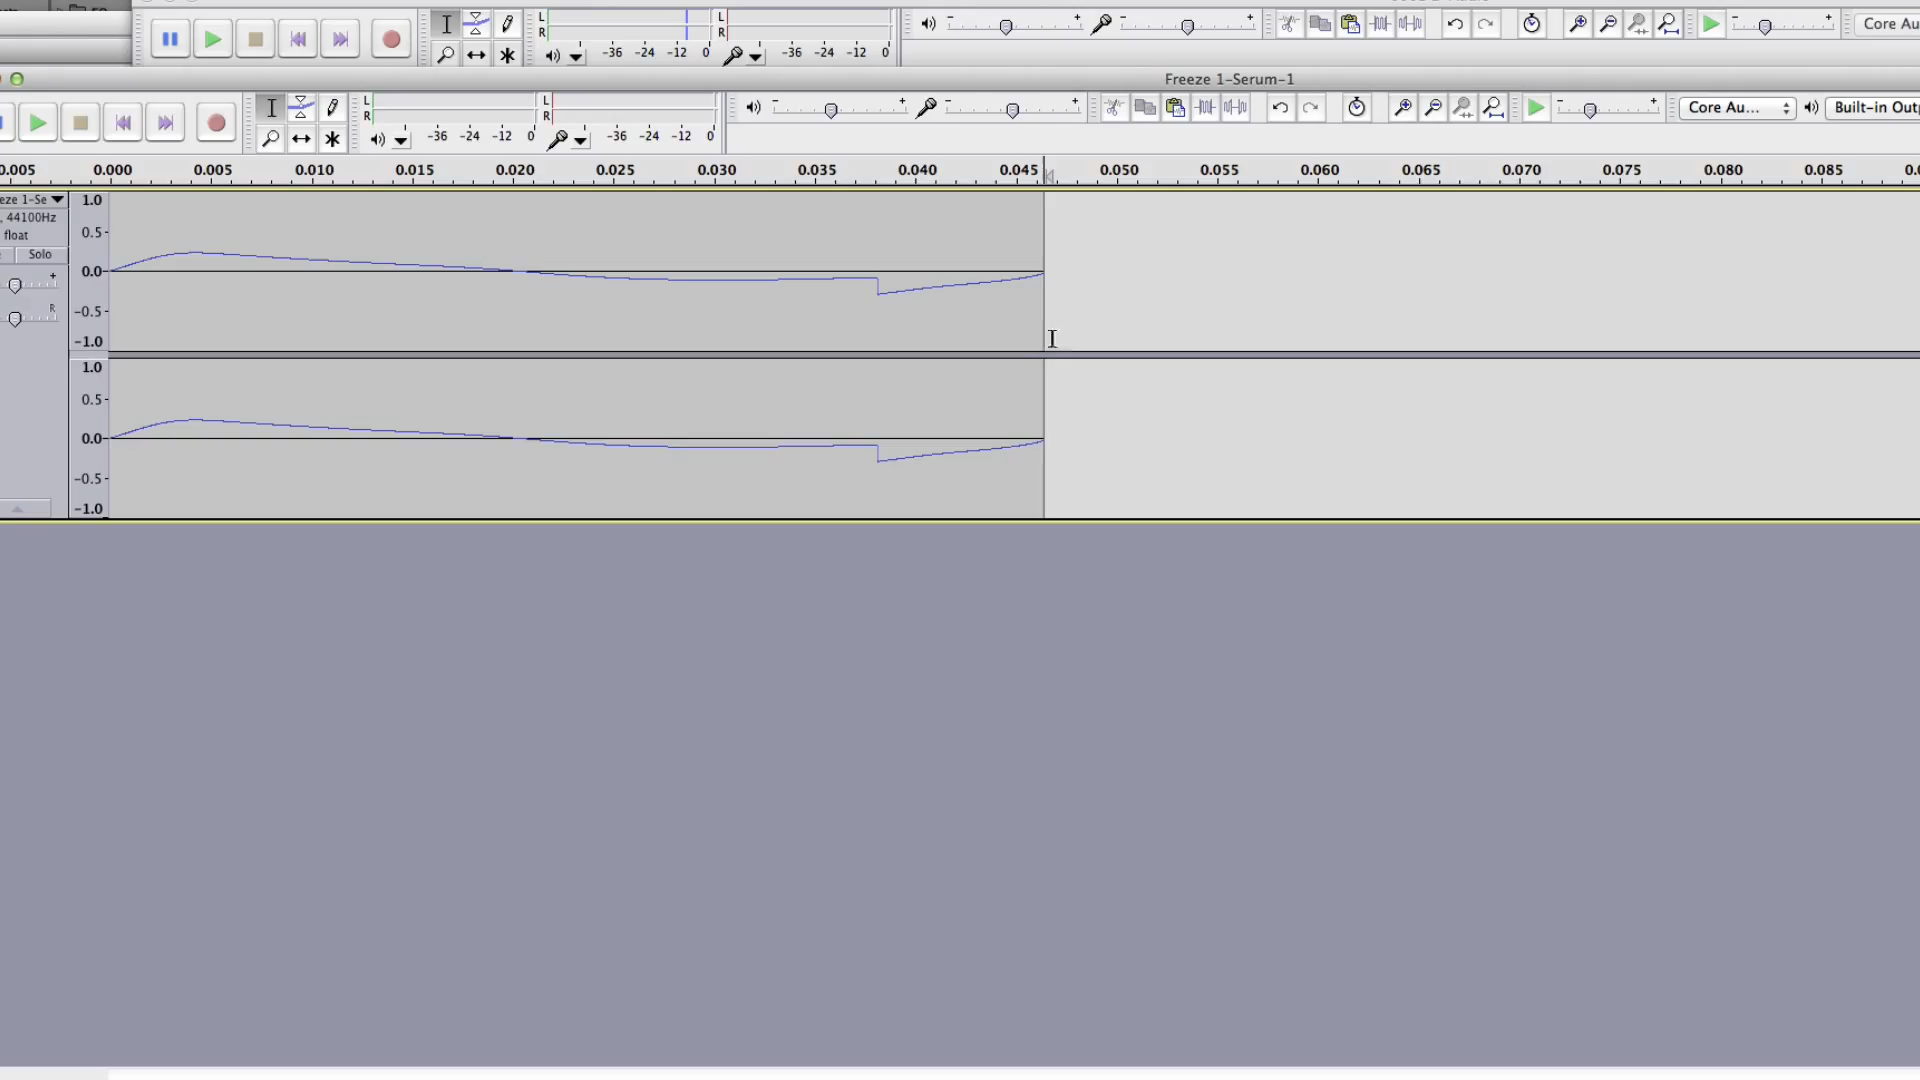 L
R
-36 -24 -12 0
L
R
-36 -24 -12 0
Core Au
Freeze 1-Serum-1
L
R
-36 -24 -12 0
L
R
-36 -24 -12 0
Core Au...
Built-in Outp
0.005 0.000 0.005 0.010 0.015 0.020 0.025 0.030 0.035 0.040 0.045 0.050 0.055 0.060 0.065 0.070 0.075 0.080 0.085 0.0
eze 1-Se
, 44100Hz
float
Solo
R
1.0
0.5-
0.0-
-0.5-
-1.0
1.0
0.5-
0.0-
-0.5-
-1.0